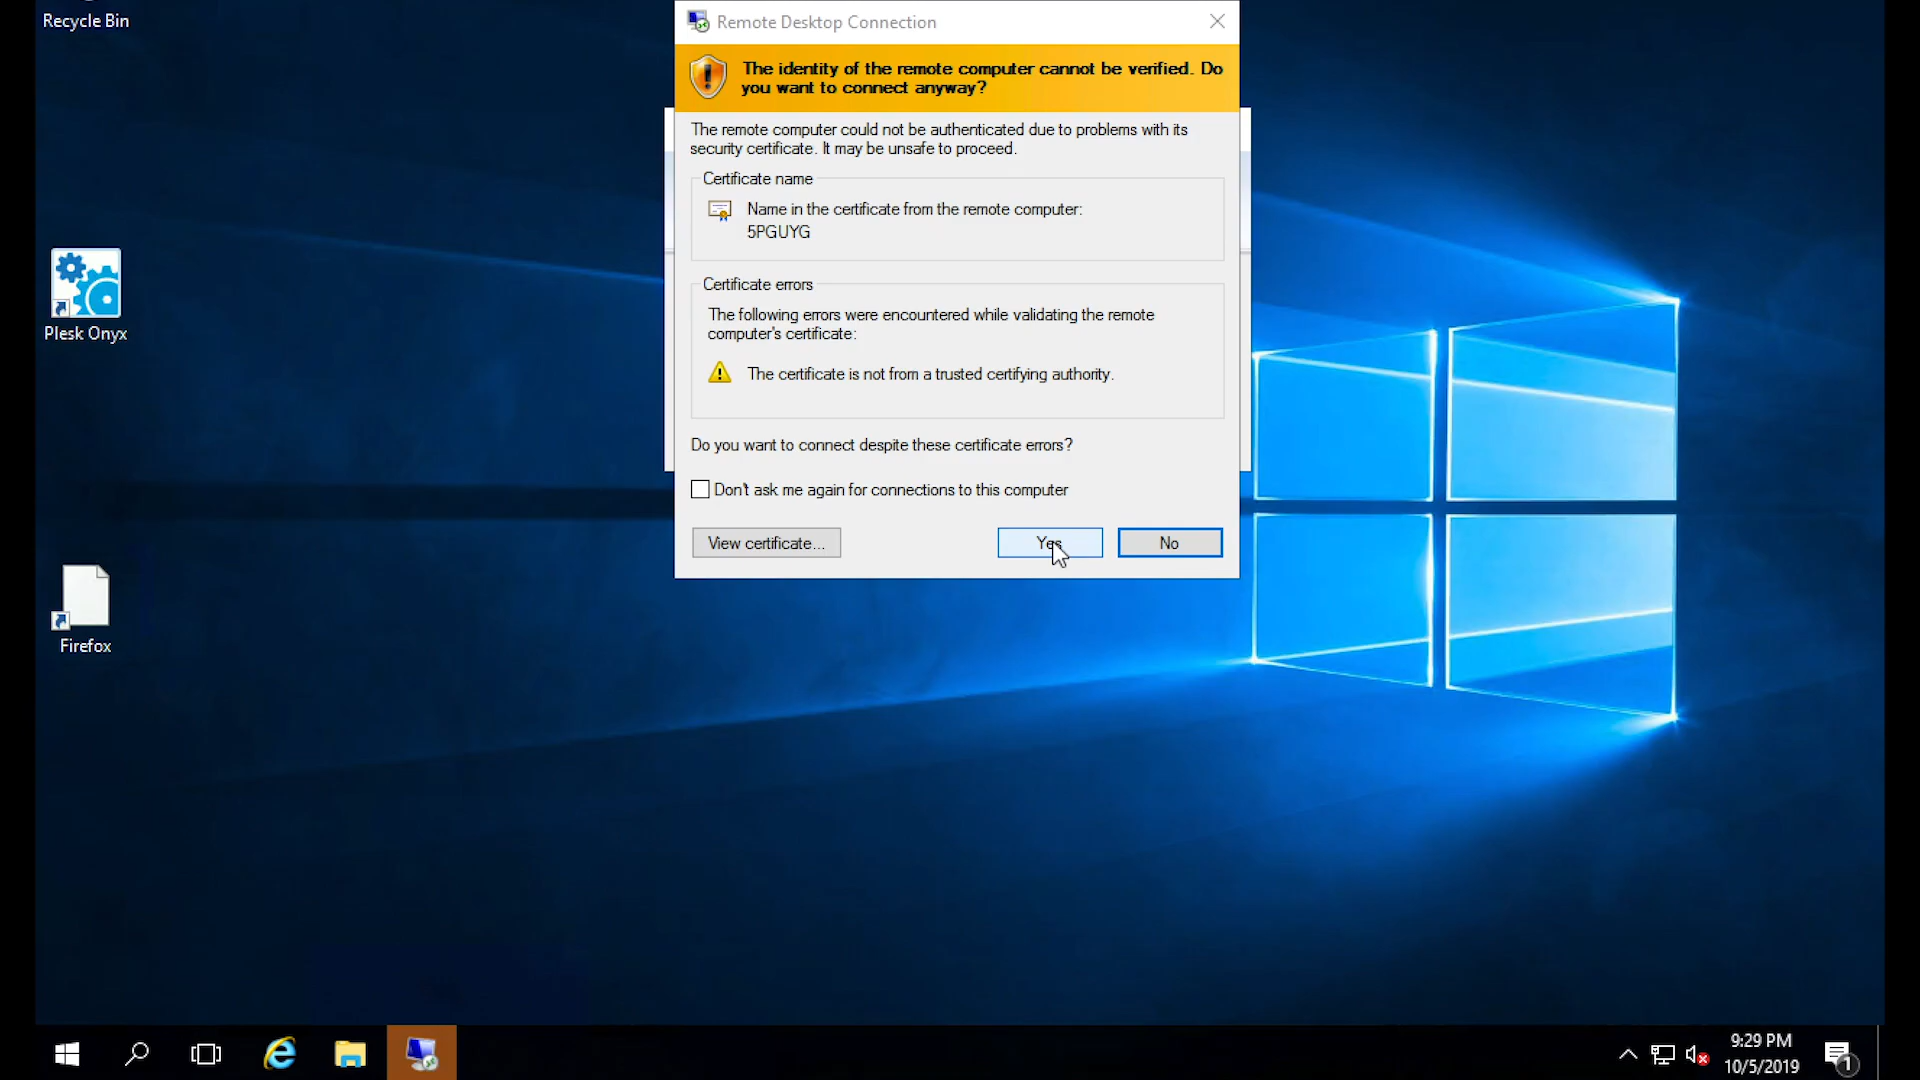 Recycle Bin
Remote Desktop Connection
The identity of the remote computer cannot be verified. Do
you want to connect anyway?
The remote computer could not be authenticated due to problems with its
security certificate. It may be unsafe to proceed.
Certificate name
Name in the certificate from the remote computer:
5PGUYG
Certificate errors
The following errors were encountered while validating the remote
computer's certificate:
The certificate is not from a trusted certifying authority.
Do you want to connect despite these certificate errors?
Don't ask me again for connections to this computer
View certificate...
Yes
No
Plesk Onyx
Firefox
9:29 PM
10/5/2019
1